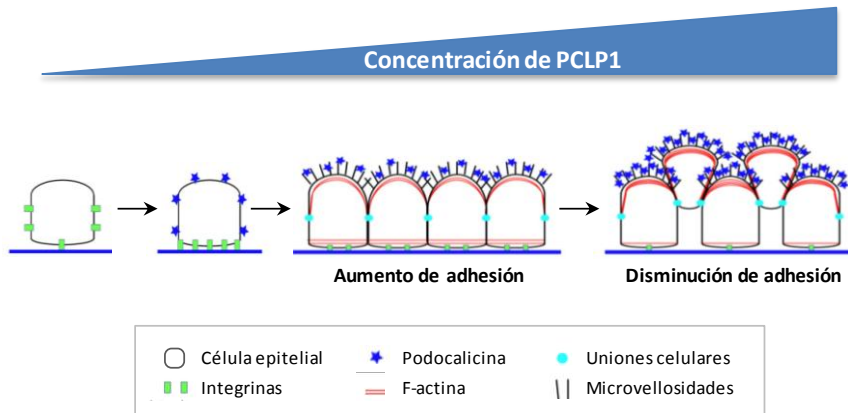 Concentración de PCLP1
Aumento de adhesión
Disminución de adhesión
Célula epitelial
Podocalicina
Uniones celulares
Integrinas
F-actina
Microvellosidades